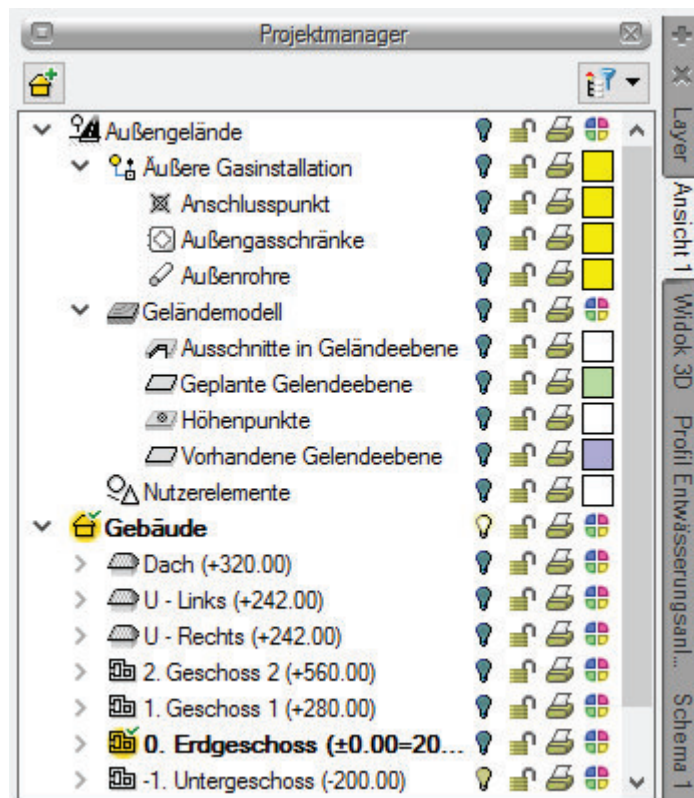 Projektmanager
Außengelände
Äußere Gasinstallation
Anschlusspunkt
Außengasschränke
Außenrohre
Geländemodell
Ausschnitte in Geländeebene
Geplante Gelendeebene
Höhenpunkte
Vorhandene Gelendeebene
Nutzerelemente
Gebäude
Dach (+320.00)
U - Links (+242.00)
U - Rechts (+242.00)
2. Geschoss 2 (+560.00)
1. Geschoss 1 (+280.00)
0. Erdgeschoss (±0.00=20...
-1. Untergeschoss (-200.00)
Layer
Ansicht 1
Widok 3D
Profil Entwässerungsanl...
Schema 1